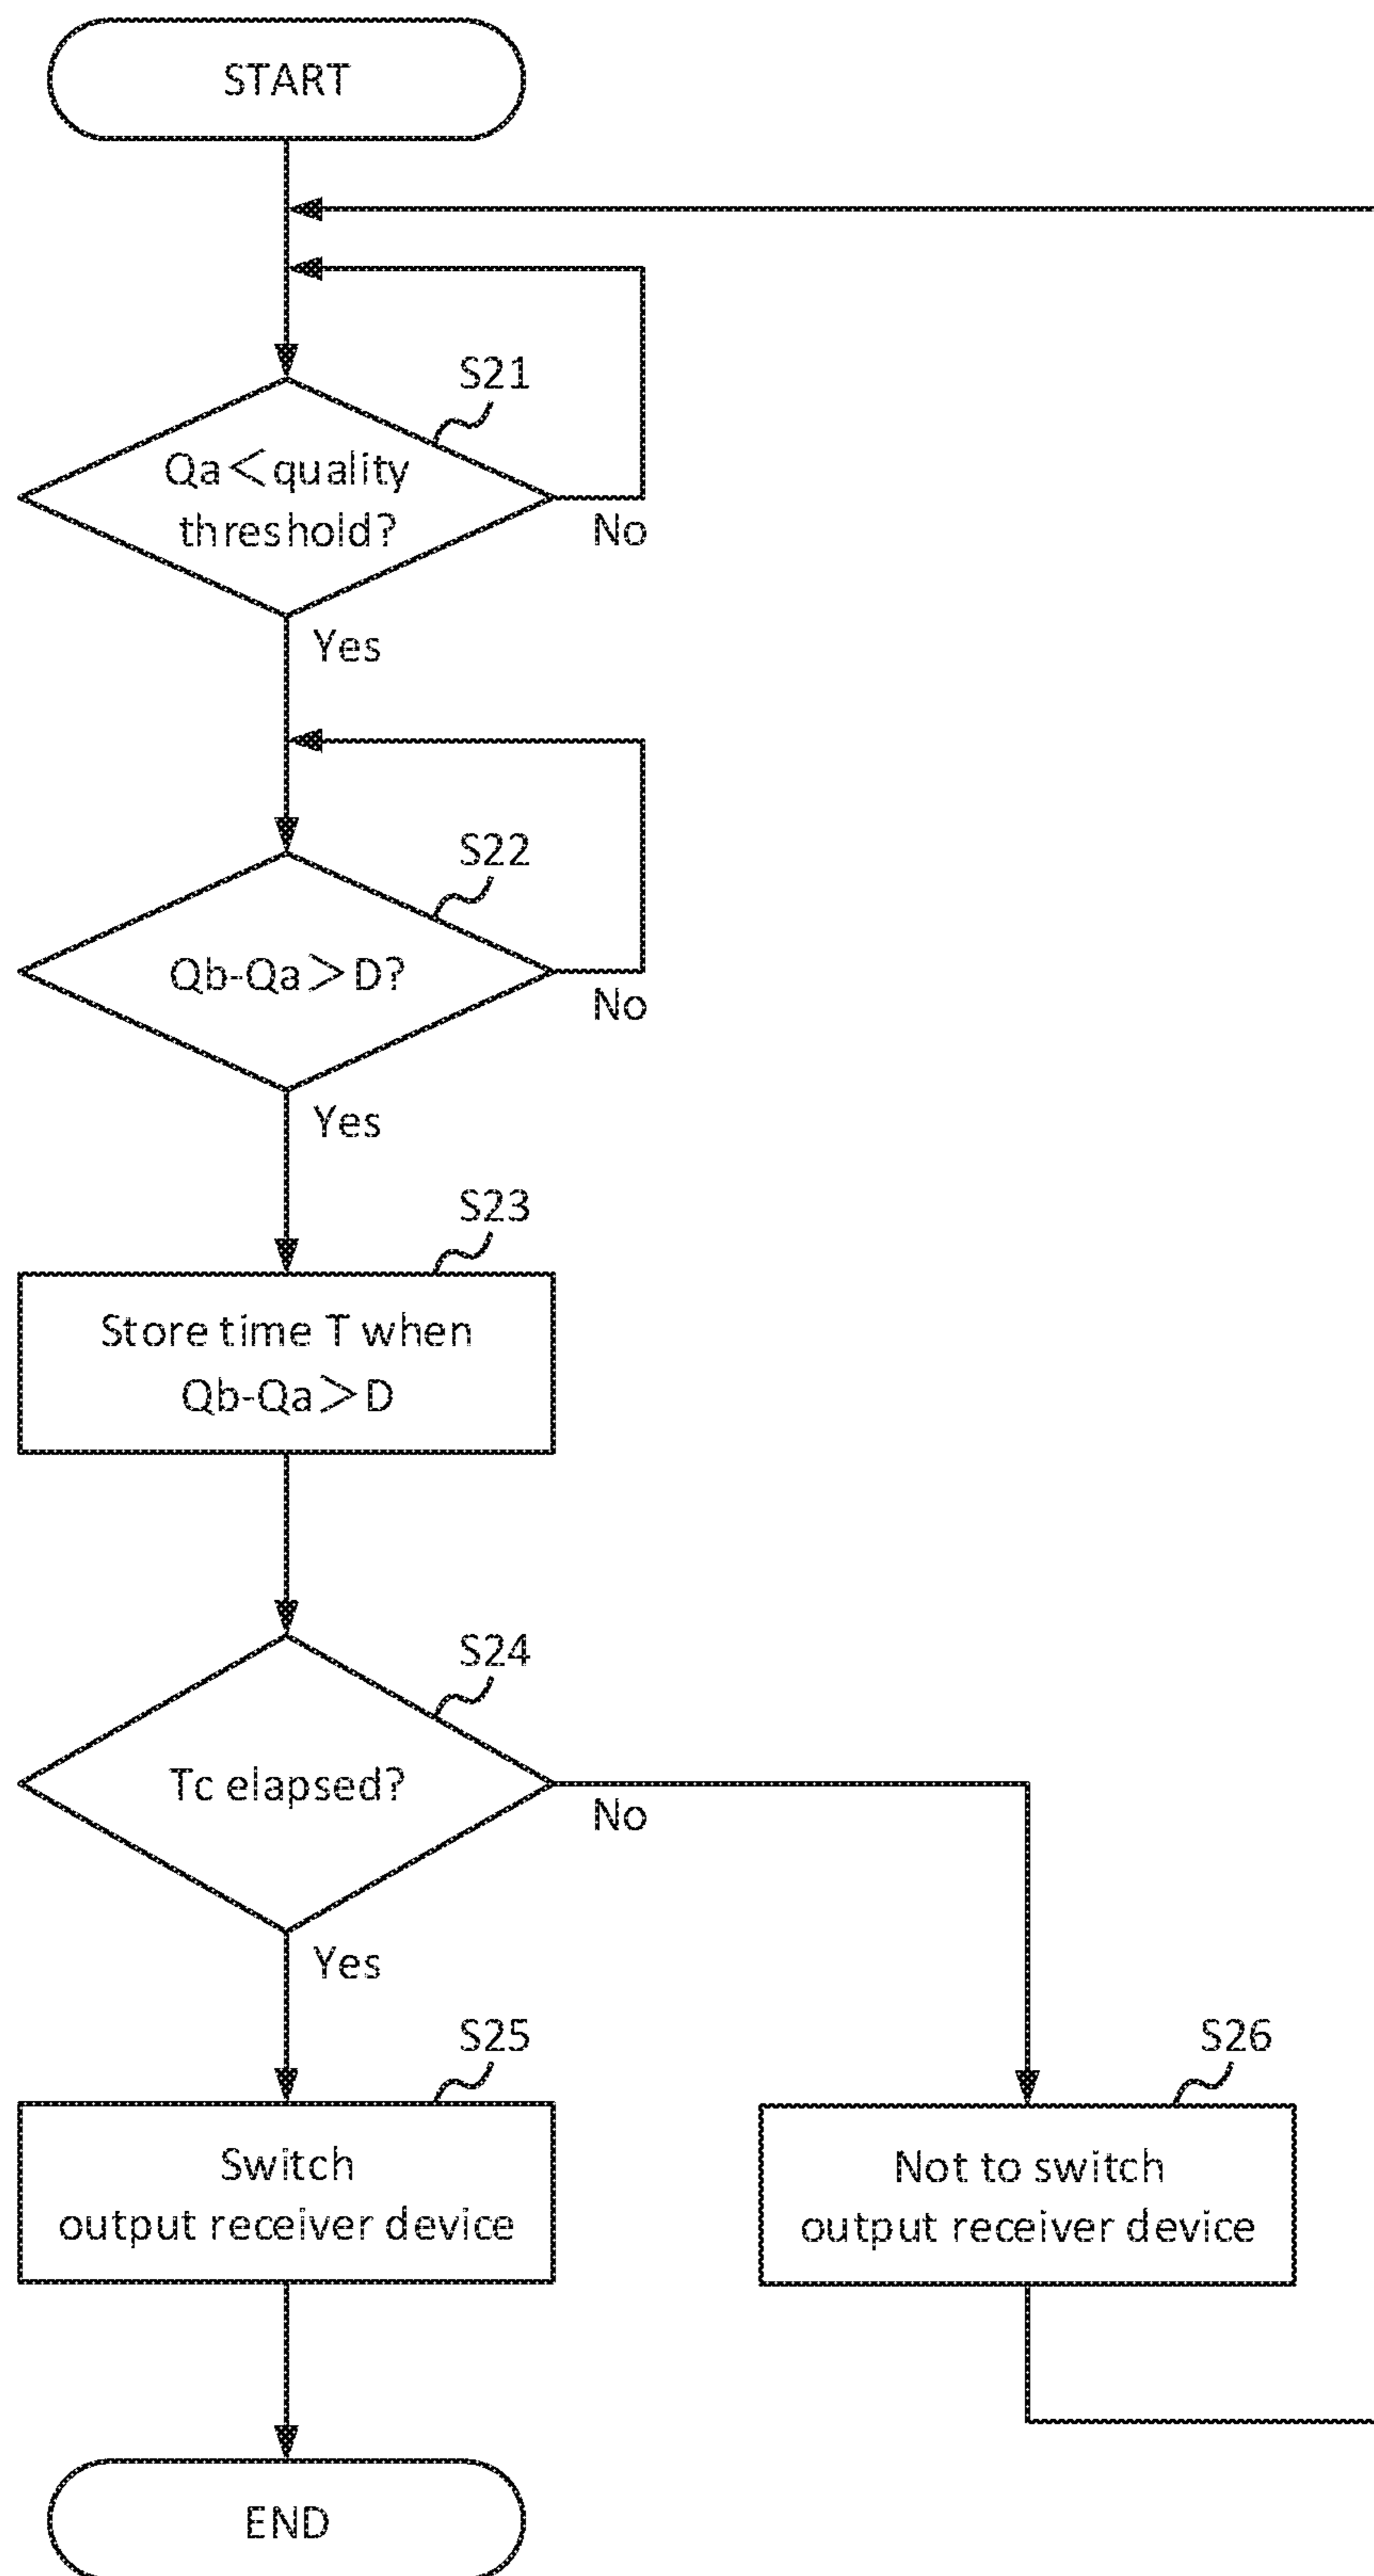 START
S21
Qa＜quality
threshold?
No
Yes
S22
Qb-Qa＞D?
No
Yes
S23
Store time T when
Qb-Qa＞D
S24
Tc elapsed?
No
Yes
S25
Switch
output receiver device
S26
Not to switch
output receiver device
END